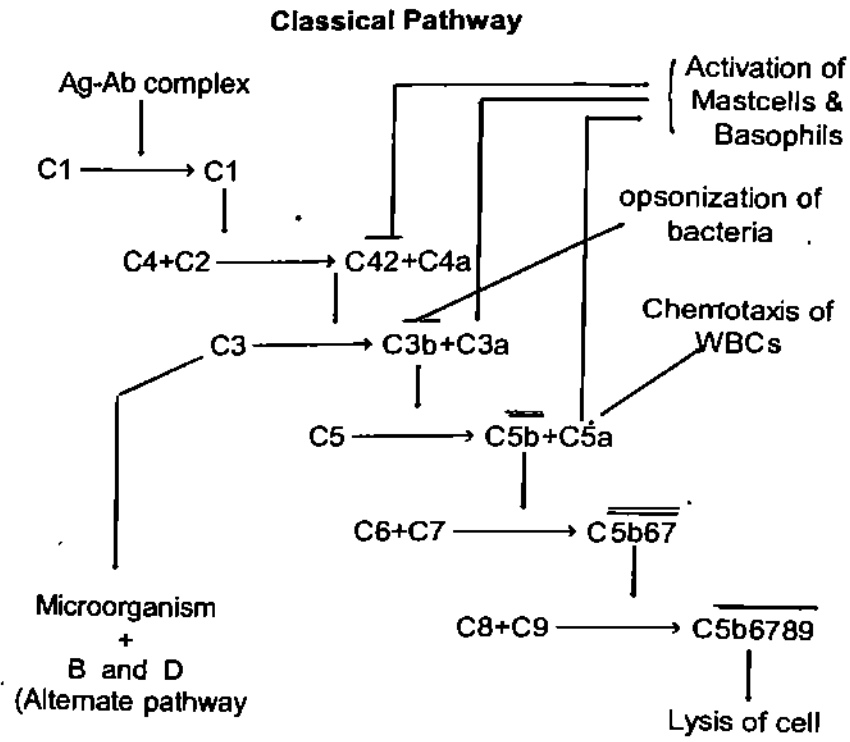 Classical Pathway
Ag-Ab complex
Activation of
Mastcells &
Basophils
C1 C1
opsonization of
bacteria
C4+C2 C42+C4a
Chemotaxis of
WBCs
C3 C3b+C3a
C5 C5b+C5a
C6+C7 C5b67
Microorganism
+
B and D
(Alternate pathway
C8+C9 C5b6789
Lysis of cell